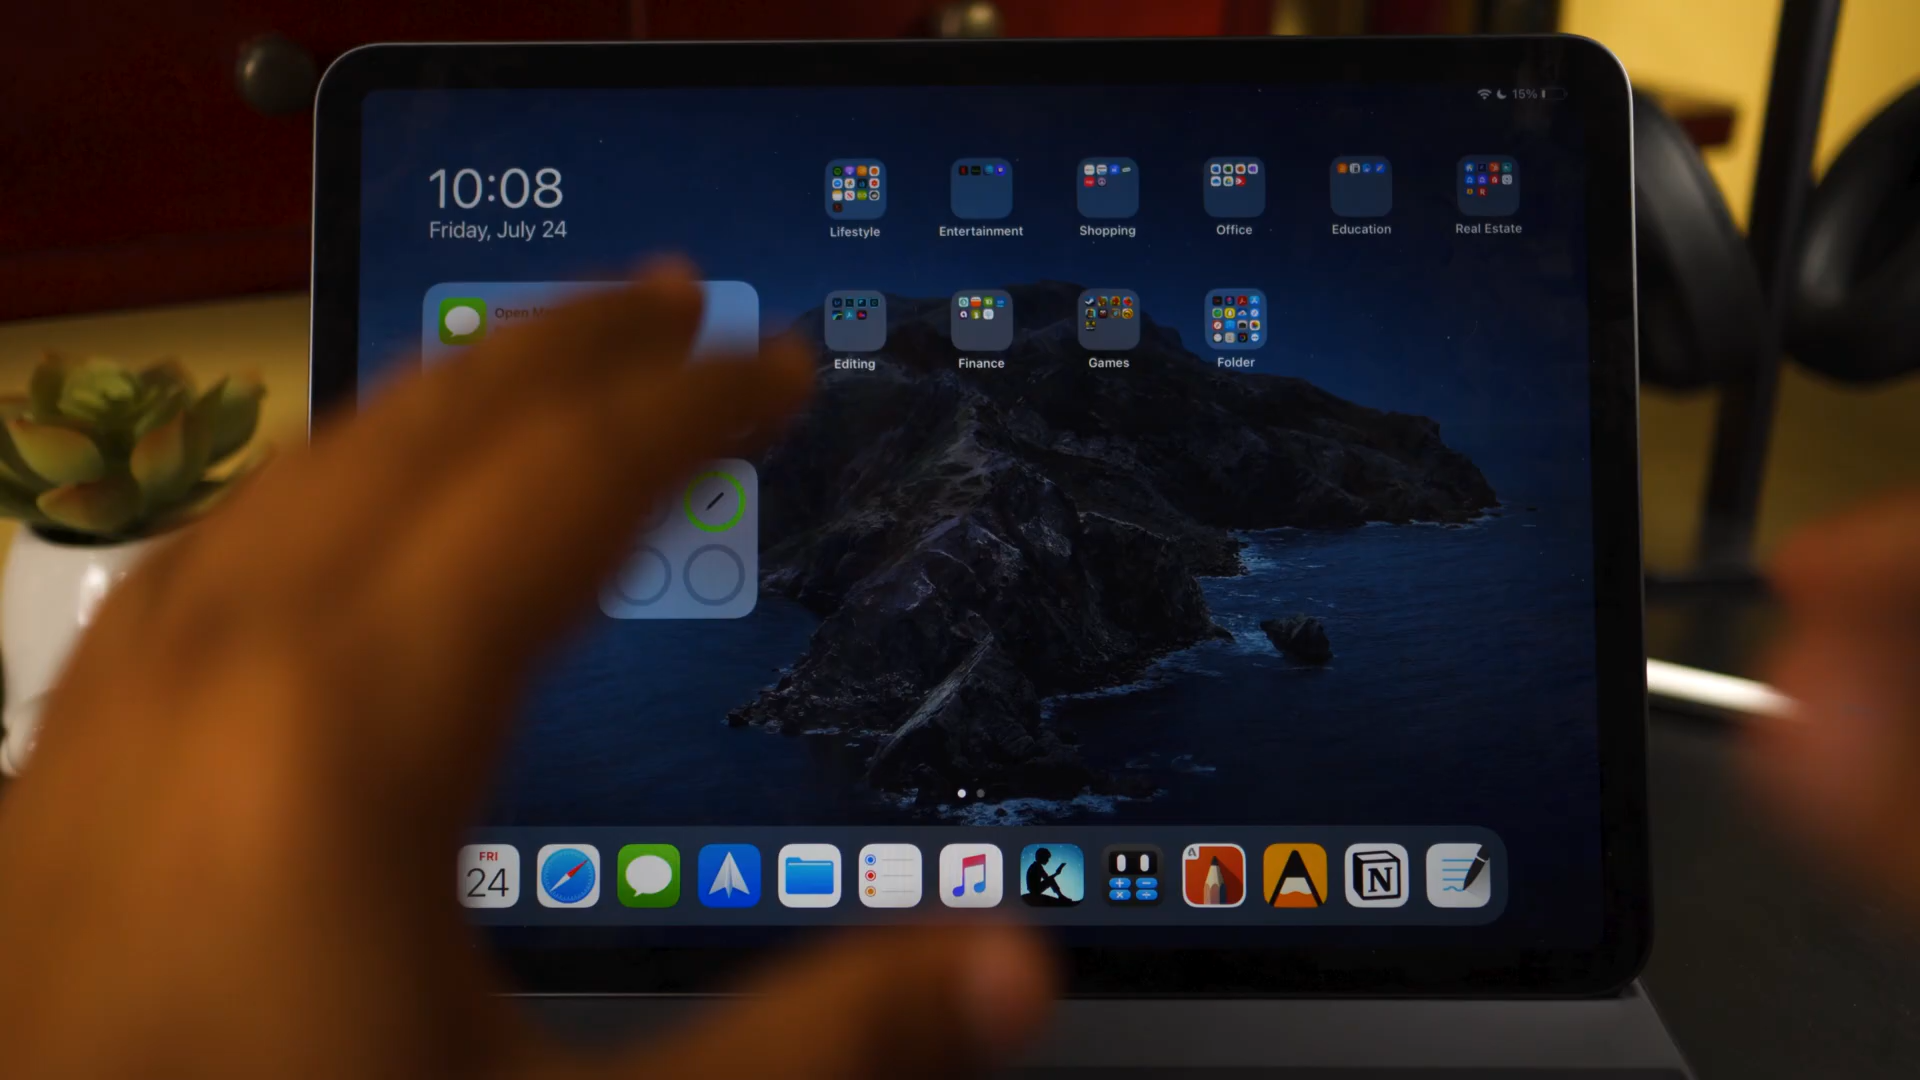 15%
10:08
Friday, July 24
Lifestyle
Entertainment
Shopping
Office
Education
Real Estate
Open
Editing
Finance
Games
Folder
FRI
24
N